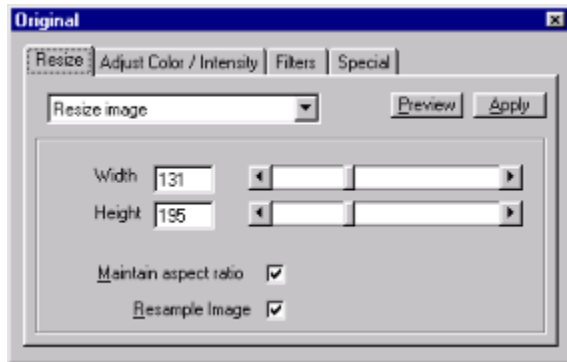 Original
Resize Adjust Color / Intensity Filters Special
Resize image Preview Apply
Width 131
Height 195
Maintain aspect ratio
Resample Image